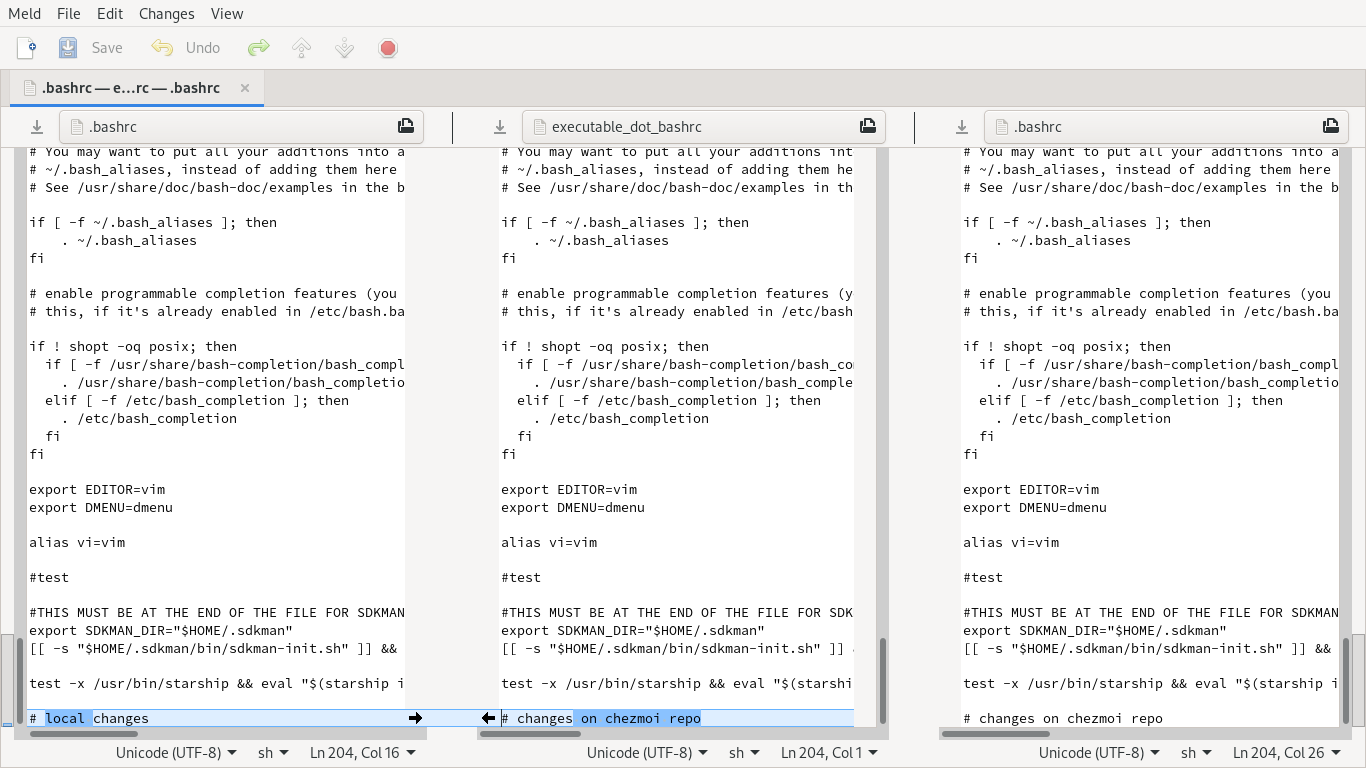 Meld File Edit Changes View
Save Undo
.bashrc — e…rc — .bashrc
.bashrc
# You may want to put all your additions into a
# ~/.bash_aliases, instead of adding them here
# See /usr/share/doc/bash-doc/examples in the b
if [ -f ~/.bash_aliases ]; then
    . ~/.bash_aliases
fi
# enable programmable completion features (you
# this, if it's already enabled in /etc/bash.ba
if ! shopt -oq posix; then
  if [ -f /usr/share/bash-completion/bash_compl
    . /usr/share/bash-completion/bash_completio
  elif [ -f /etc/bash_completion ]; then
    . /etc/bash_completion
  fi
fi
export EDITOR=vim
export DMENU=dmenu
alias vi=vim
#test
#THIS MUST BE AT THE END OF THE FILE FOR SDKMAN
export SDKMAN_DIR="$HOME/.sdkman"
[[ -s "$HOME/.sdkman/bin/sdkman-init.sh" ]] &&
test -x /usr/bin/starship && eval "$(starship i
# local changes
Unicode (UTF-8) sh Ln 204, Col 16
executable_dot_bashrc
# You may want to put all your additions int
# ~/.bash_aliases, instead of adding them he
# See /usr/share/doc/bash-doc/examples in th
if [ -f ~/.bash_aliases ]; then
    . ~/.bash_aliases
fi
# enable programmable completion features (y
# this, if it's already enabled in /etc/bash
if ! shopt -oq posix; then
  if [ -f /usr/share/bash-completion/bash_co
    . /usr/share/bash-completion/bash_comple
  elif [ -f /etc/bash_completion ]; then
    . /etc/bash_completion
  fi
fi
export EDITOR=vim
export DMENU=dmenu
alias vi=vim
#test
#THIS MUST BE AT THE END OF THE FILE FOR SDK
export SDKMAN_DIR="$HOME/.sdkman"
[[ -s "$HOME/.sdkman/bin/sdkman-init.sh" ]]
test -x /usr/bin/starship && eval "$(starshi
# changes on chezmoi repo
Unicode (UTF-8) sh Ln 204, Col 1
.bashrc
# You may want to put all your additions into a
# ~/.bash_aliases, instead of adding them here
# See /usr/share/doc/bash-doc/examples in the b
if [ -f ~/.bash_aliases ]; then
    . ~/.bash_aliases
fi
# enable programmable completion features (you
# this, if it's already enabled in /etc/bash.ba
if ! shopt -oq posix; then
  if [ -f /usr/share/bash-completion/bash_compl
    . /usr/share/bash-completion/bash_completio
  elif [ -f /etc/bash_completion ]; then
    . /etc/bash_completion
  fi
fi
export EDITOR=vim
export DMENU=dmenu
alias vi=vim
#test
#THIS MUST BE AT THE END OF THE FILE FOR SDKMAN
export SDKMAN_DIR="$HOME/.sdkman"
[[ -s "$HOME/.sdkman/bin/sdkman-init.sh" ]] &&
test -x /usr/bin/starship && eval "$(starship i
# changes on chezmoi repo
Unicode (UTF-8) sh Ln 204, Col 26